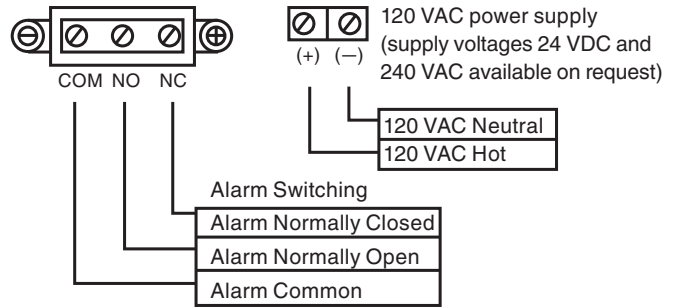 120 VAC power supply
(supply voltages 24 VDC and
240 VAC available on request)
(+) (—)
COM NO NC
120 VAC Neutral
120 VAC Hot
Alarm Switching
Alarm Normally Closed
Alarm Normally Open
Alarm Common